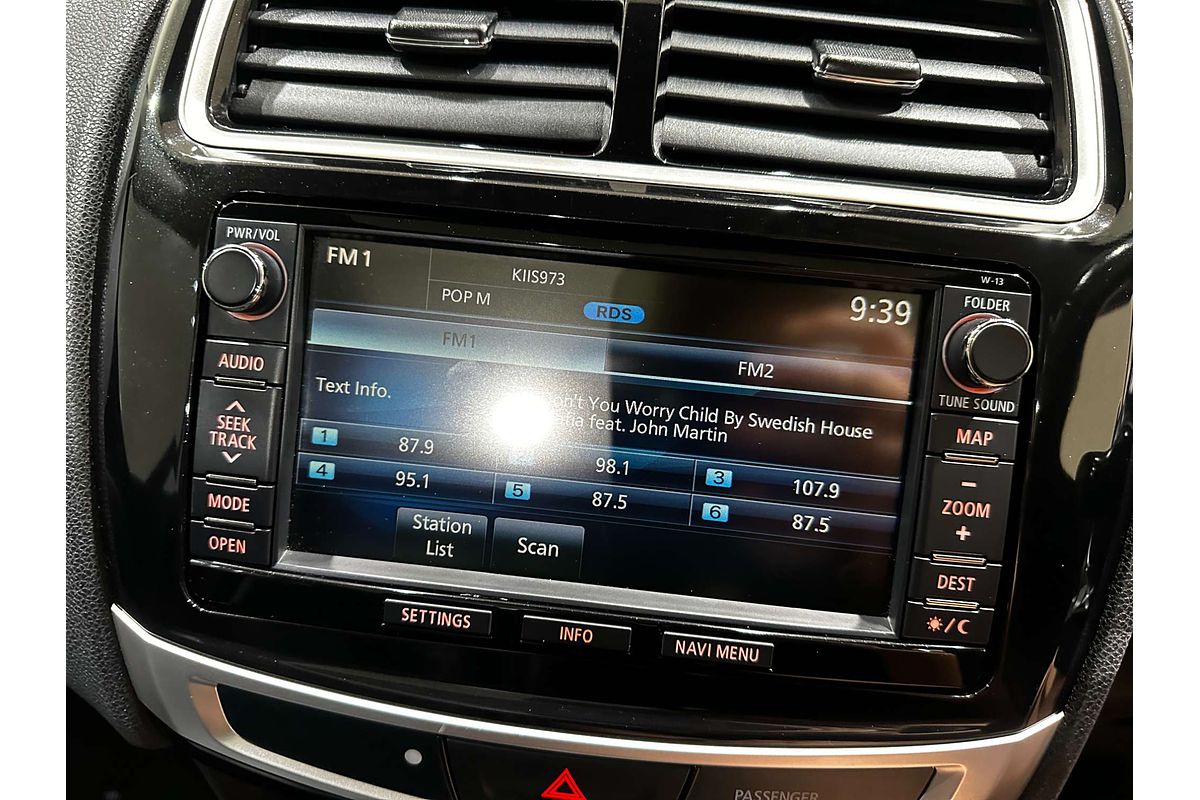 PWR/VOL
FM 1
KIIS973
POP M
RDS
9:39
W-13
FOLDER
TUNE SOUND
AUDIO
SEEK
TRACK
MODE
OPEN
FM1
FM2
Text Info.
You Worry Child By Swedish House
feat. John Martin
1 87.9
98.1
3 107.9
4 95.1
5 87.5
6 87.5
Station
List
Scan
MAP
- ZOOM +
DEST
/
SETTINGS
INFO
NAVI MENU
PASSENGER